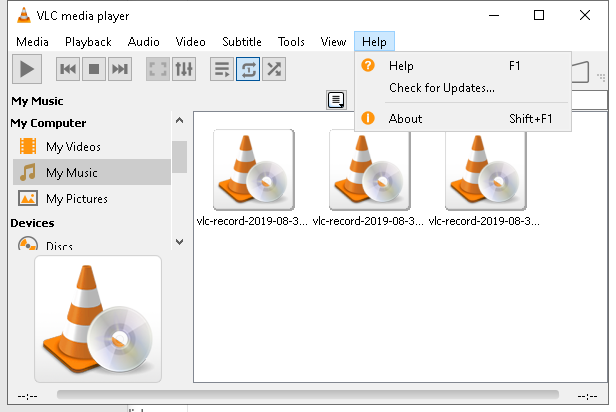 VLC media player
Media Playback Audio Video Subtitle Tools View Help
Help F1
Check for Updates...
About Shift+F1
My Music
My Computer
My Videos
My Music
My Pictures
Devices
Discs
vlc-record-2019-08-3... vlc-record-2019-08-3... vlc-record-2019-08-3...
--:-- --:--